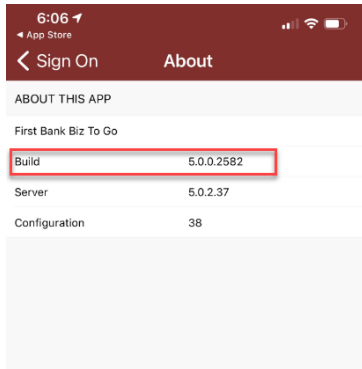 6:06
App Store
Sign On About
ABOUT THIS APP
First Bank Biz To Go
Build 5.0.0.2582
Server 5.0.2.37
Configuration 38